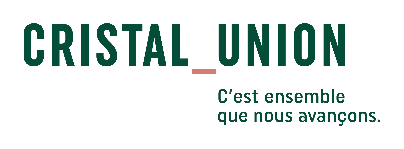 CRISTAL_UNION
C'est ensemble
que nous avançons.